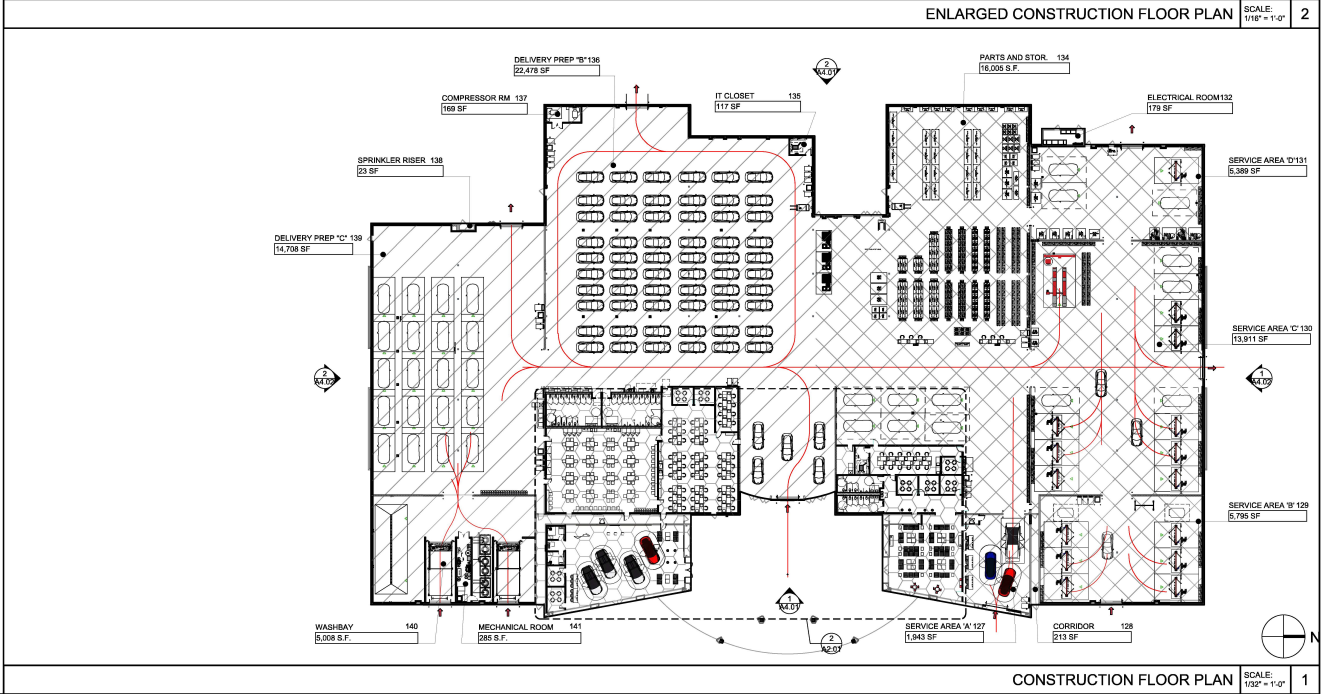 ENLARGED CONSTRUCTION FLOOR PLAN
SCALE:
1/16" = 1'-0"
2
DELIVERY PREP "B" 136
22,478 SF
2
A4.01
PARTS AND STOR. 134
16,005 S.F.
COMPRESSOR RM 137
169 SF
IT CLOSET 135
117 SF
ELECTRICAL ROOM 132
179 SF
SPRINKLER RISER 138
23 SF
SERVICE AREA 'D' 131
5,389 SF
DELIVERY PREP "C" 139
14,708 SF
SERVICE AREA 'C' 130
13,911 SF
2
A4.02
1
A4.02
SERVICE AREA 'B' 129
5,795 SF
1
A4.01
WASHBAY 140
5,008 S.F.
MECHANICAL ROOM 141
285 S.F.
2
A2.01
SERVICE AREA 'A' 127
1,943 SF
CORRIDOR 128
213 SF
N
CONSTRUCTION FLOOR PLAN
SCALE:
1/32" = 1'-0"
1